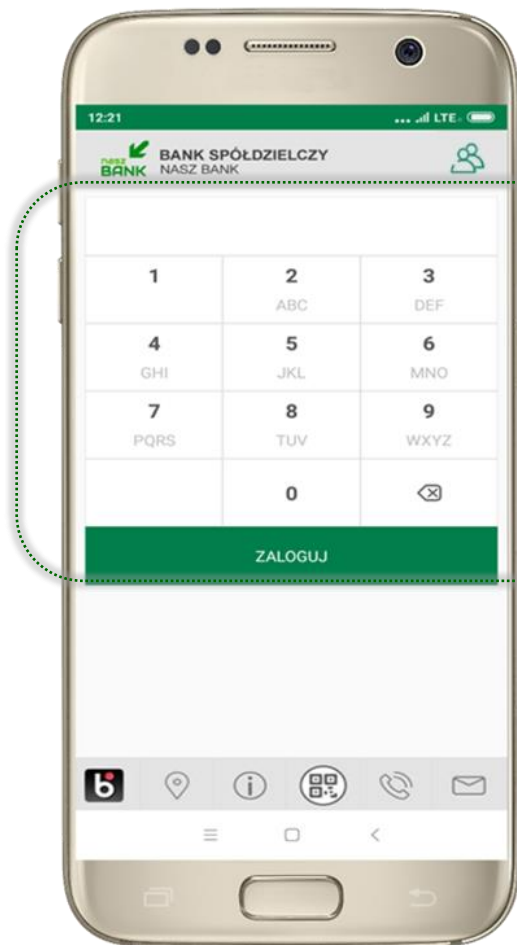 12:21
LTE
nasz
BANK
BANK SPÓŁDZIELCZY
NASZ BANK
1 2 3
ABC DEF
4 5 6
GHI JKL MNO
7 8 9
PQRS TUV WXYZ
0
ZALOGUJ